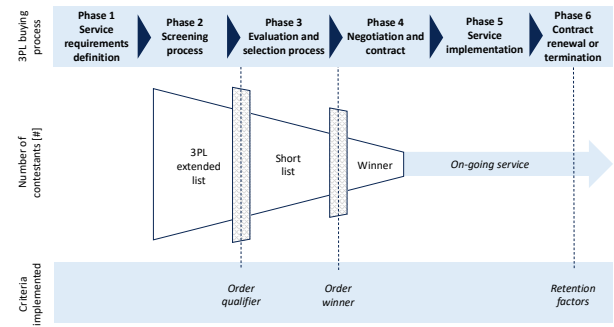 3PL buying
process
Phase 1
Service
requirements
definition
Phase 2
Screening
process
Phase 3
Evaluation and
selection process
Phase 4
Negotiation and
contract
Phase 5
Service
implementation
Phase 6
Contract
renewal or
termination
Number of
contestants [#]
3PL
extended
list
Short
list
Winner
On-going service
Criteria
implemented
Order
qualifier
Order
winner
Retention
factors